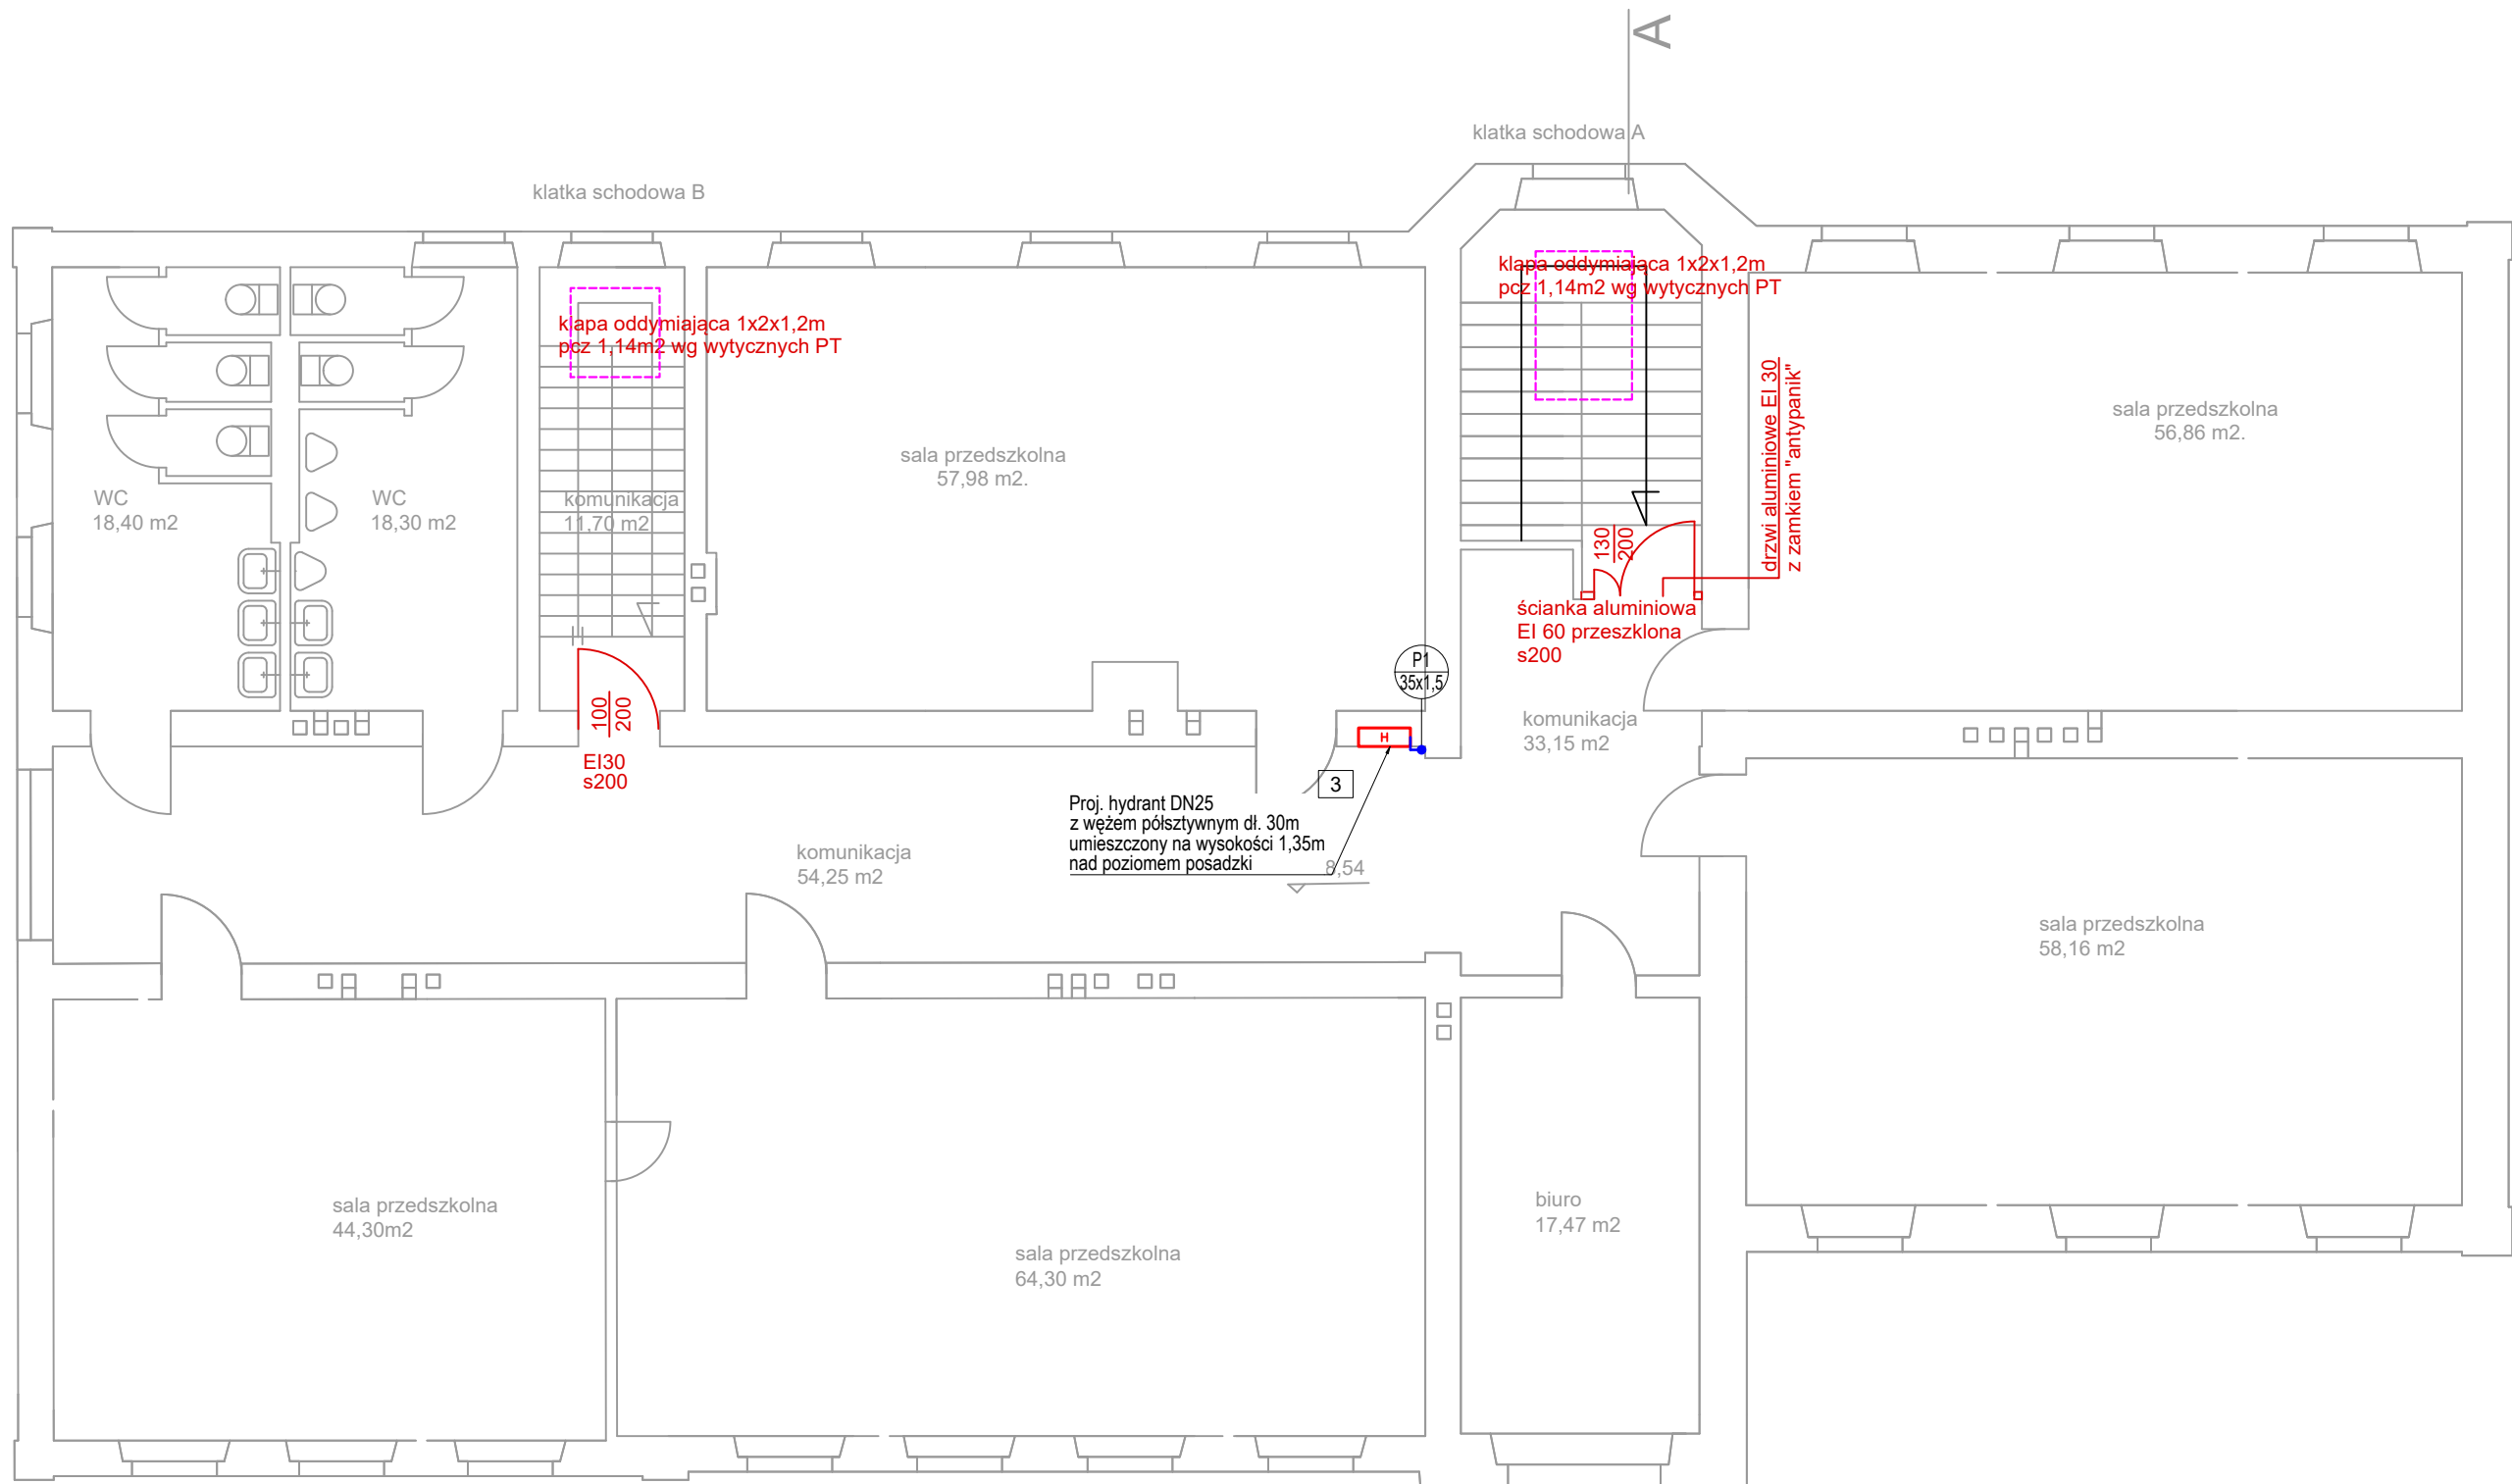 A
klatka schodowa A
klatka schodowa B
klapa oddymiająca 1x2x1,2m
pcz 1,14m2 wg wytycznych PT
klapa oddymiająca 1x2x1,2m
pcz 1,14m2 wg wytycznych PT
drzwi aluminiowe EI 30
z zamkiem "antypanik"
sala przedszkolna
56,86 m2.
sala przedszkolna
57,98 m2.
WC
18,40 m2
WC
18,30 m2
komunikacja
11,70 m2
130
200
ścianka aluminiowa
EI 60 przeszklona
s200
P1
35x1,5
100
200
EI30
s200
komunikacja
33,15 m2
H
3
Proj. hydrant DN25
z wężem półsztywnym dł. 30m
umieszczony na wysokości 1,35m
nad poziomem posadzki
8,54
komunikacja
54,25 m2
sala przedszkolna
58,16 m2
sala przedszkolna
44,30m2
sala przedszkolna
64,30 m2
biuro
17,47 m2